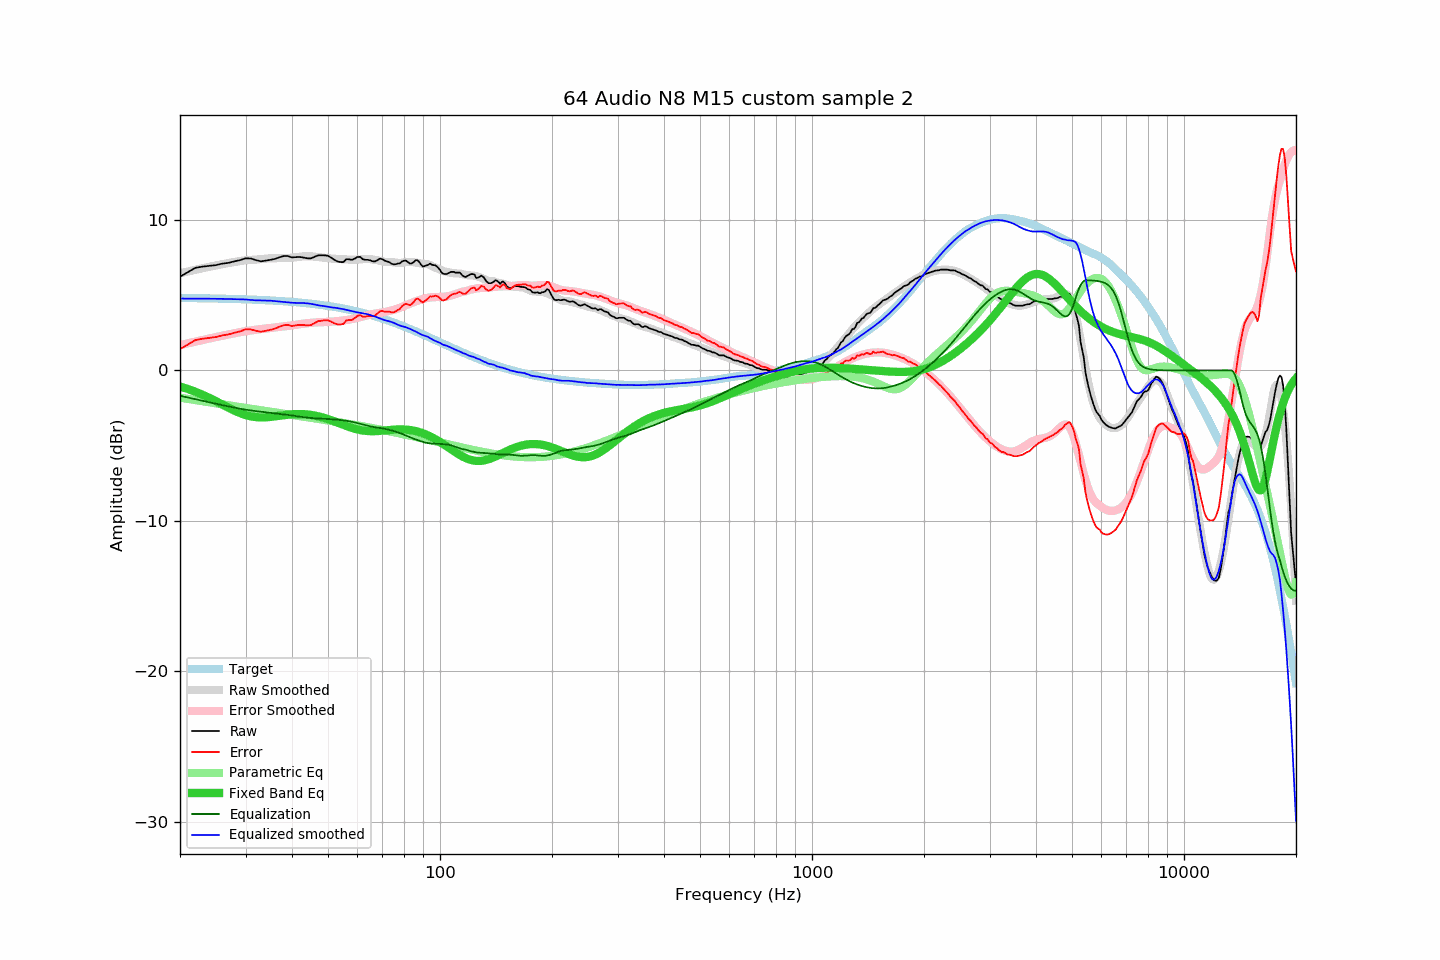 64 Audio N8 M15 custom sample 2
10
0
−10
−20
−30
Amplitude (dBr)
Target
Raw Smoothed
Error Smoothed
Raw
Error
Parametric Eq
Fixed Band Eq
Equalization
Equalized smoothed
100
1000
10000
Frequency (Hz)